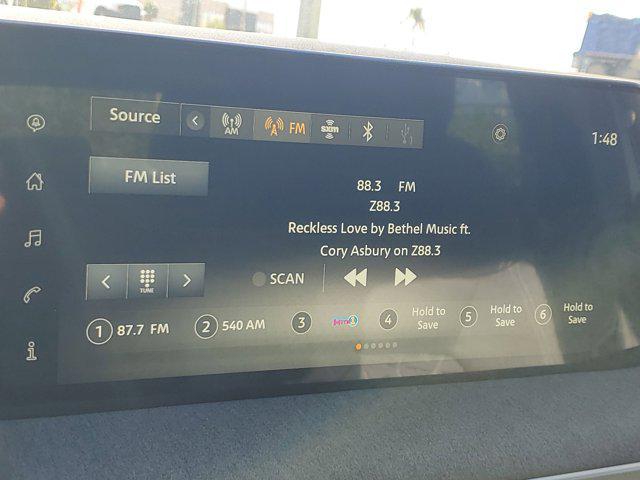 Source
AM
FM
sxm
1:48
FM List
88.3 FM
Z88.3
Reckless Love by Bethel Music ft.
Cory Asbury on Z88.3
TUNE
SCAN
1 87.7 FM
2 540 AM
3
4 Hold to
Save
5 Hold to
Save
6 Hold to
Save